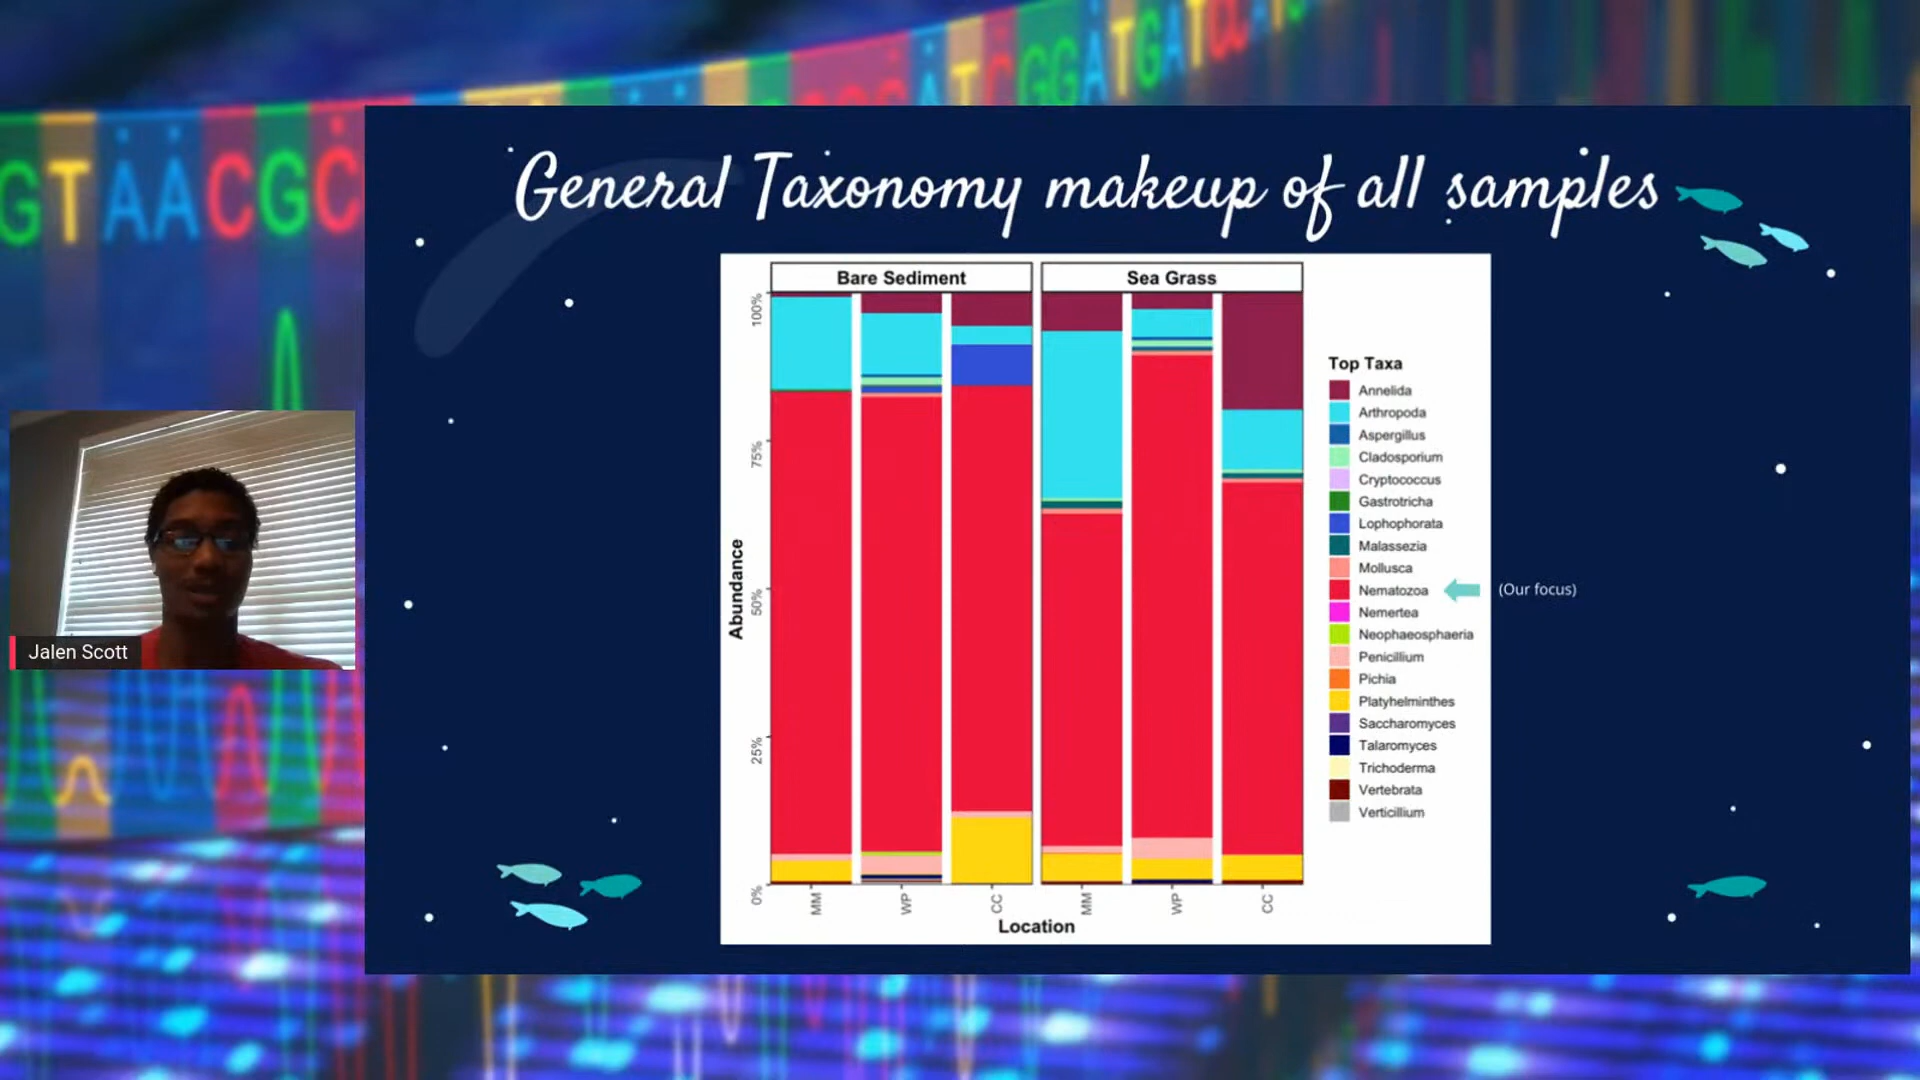 GTAACGC
ATCGGATGATC
General Taxonomy makeup of all samples
Bare Sediment
Sea Grass
100%
75%
50%
25%
0%
Abundance
MM
WP
CC
MM
WP
CC
Location
Top Taxa
Annelida
Arthropoda
Aspergillus
Cladosporium
Cryptococcus
Gastrotricha
Lophophorata
Malassezia
Mollusca
Nematozoa
(Our focus)
Nemertea
Neophaeosphaeria
Penicillium
Pichia
Platyhelminthes
Saccharomyces
Talaromyces
Trichoderma
Vertebrata
Verticillium
Jalen Scott